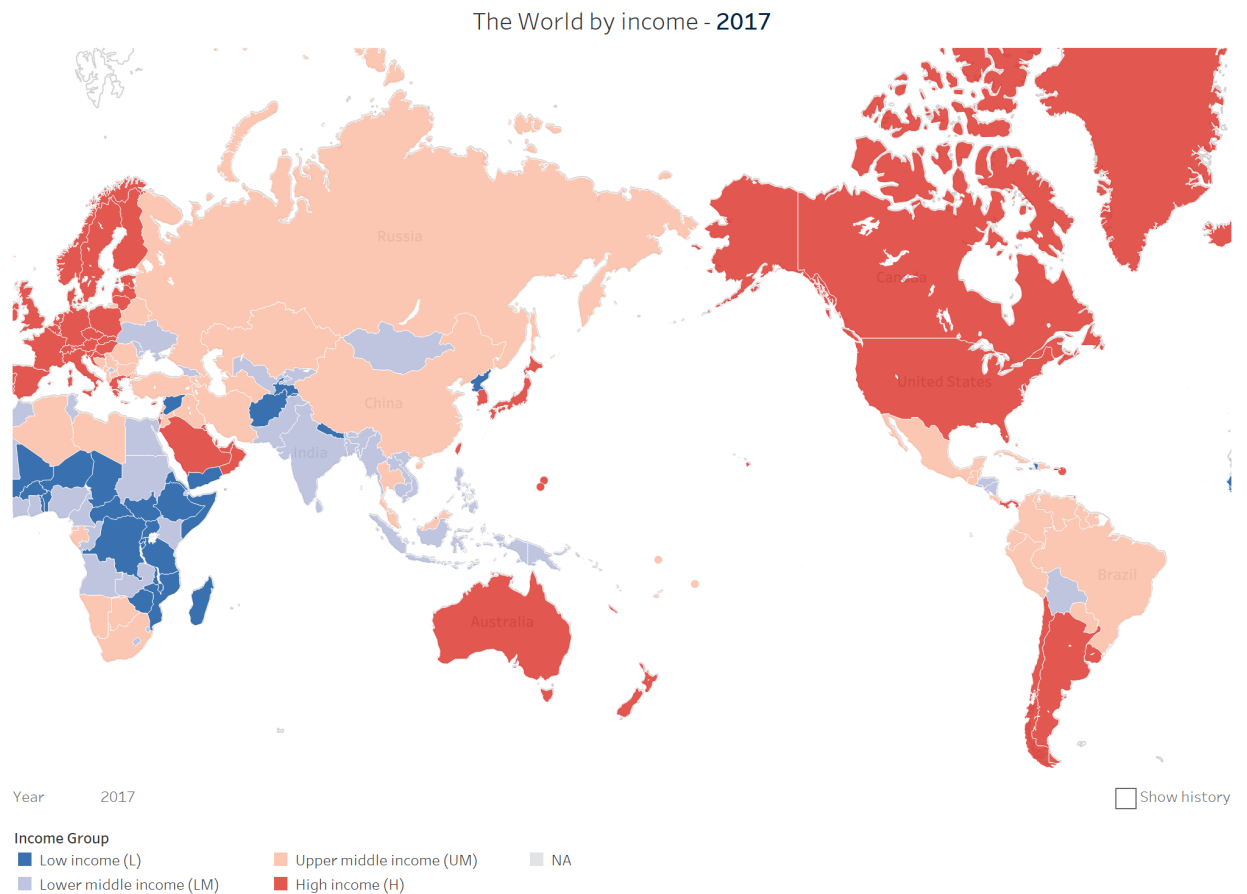 The World by income - 2017
Russia
Canada
United States
China
India
Brazil
Australia
Year 2017
Show history
Income Group
Low income (L) Upper middle income (UM) NA
Lower middle income (LM) High income (H)